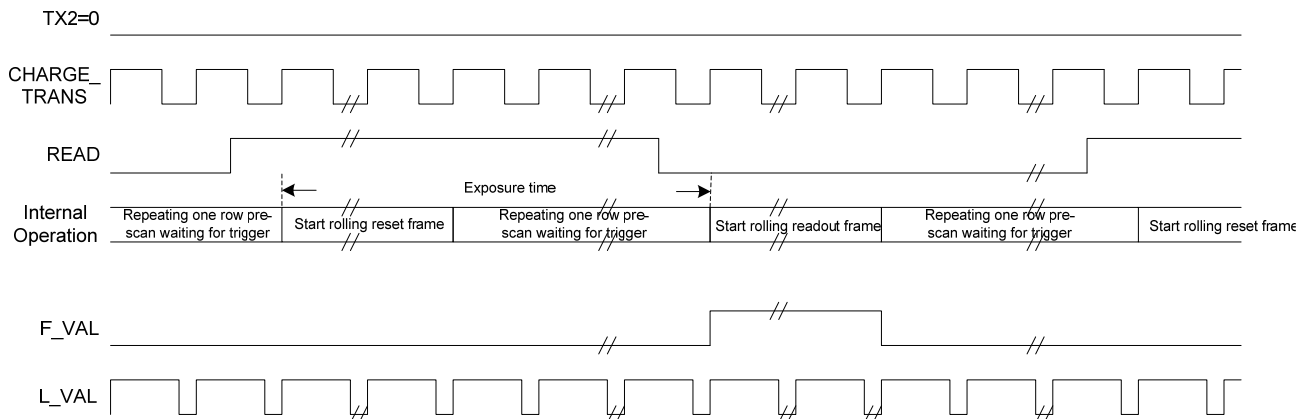 TX2=0
CHARGE_
TRANS
READ
Exposure time
Internal
Operation
Repeating one row pre-
scan waiting for trigger
Start rolling reset frame
Repeating one row pre-
scan waiting for trigger
Start rolling readout frame
Repeating one row pre-
scan waiting for trigger
Start rolling reset frame
F_VAL
L_VAL